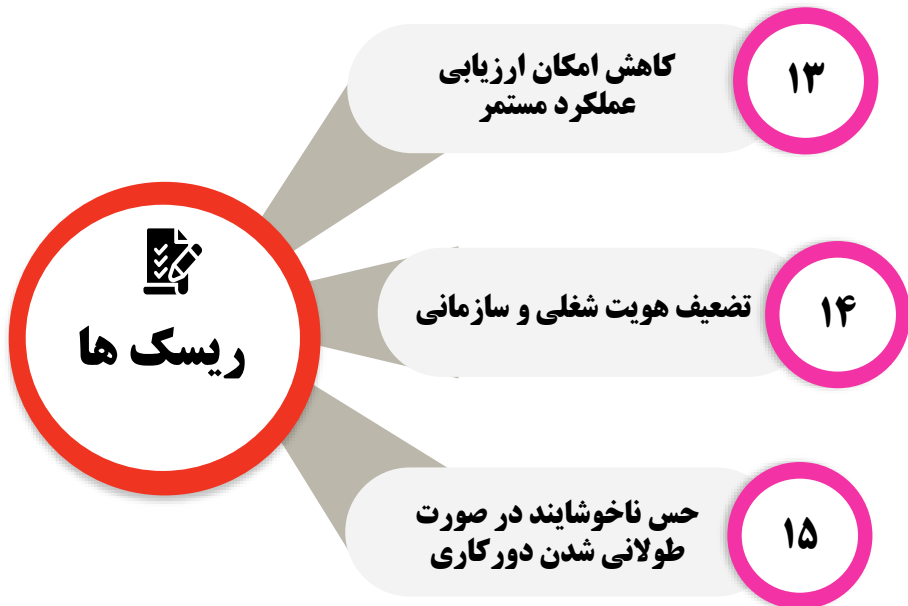 ریسک ها
۱۳
کاهش امکان ارزیابی
عملکرد مستمر
۱۴
تضعیف هویت شغلی و سازمانی
۱۵
حس ناخوشایند در صورت
طولانی شدن دورکاری